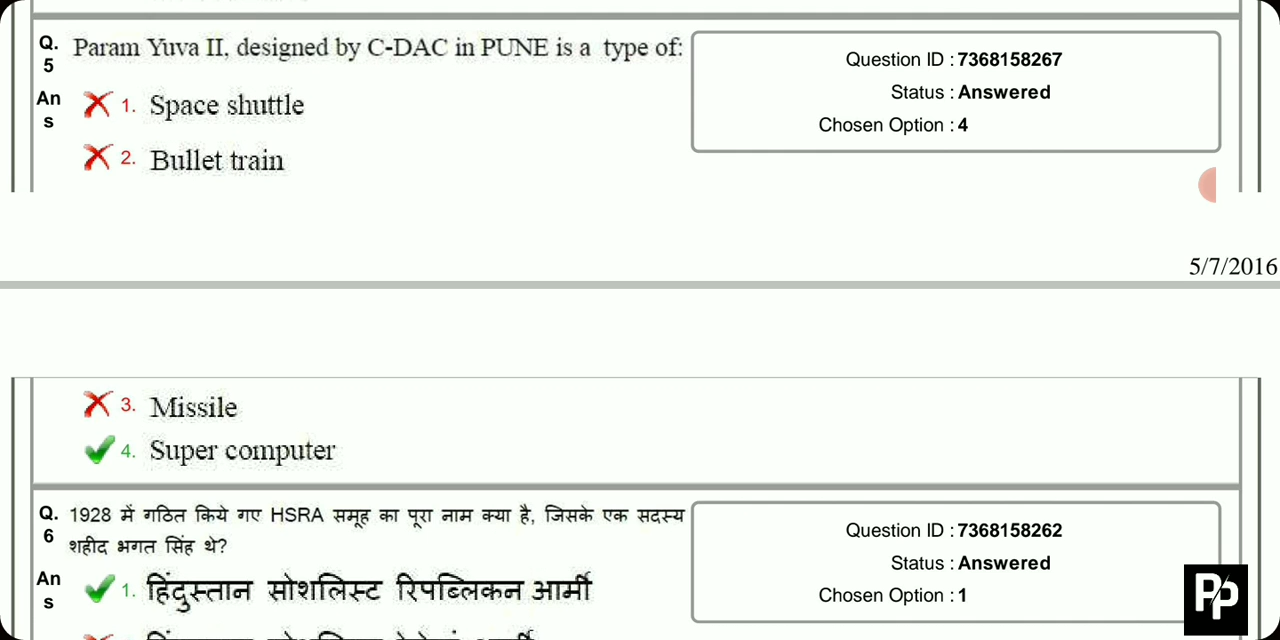 Q. 5 Param Yuva II, designed by C-DAC in PUNE is a type of:
Question ID : 7368158267
Status : Answered
Chosen Option : 4
Ans 1. Space shuttle
2. Bullet train
5/7/2016
3. Missile
4. Super computer
Q. 6 1928 में गठित किये गए HSRA समूह का पूरा नाम क्या है, जिसके एक सदस्य
शहीद भगत सिंह थे?
Question ID : 7368158262
Status : Answered
Chosen Option : 1
Ans 1. हिंदुस्तान सोशलिस्ट रिपब्लिकन आर्मी
Pp